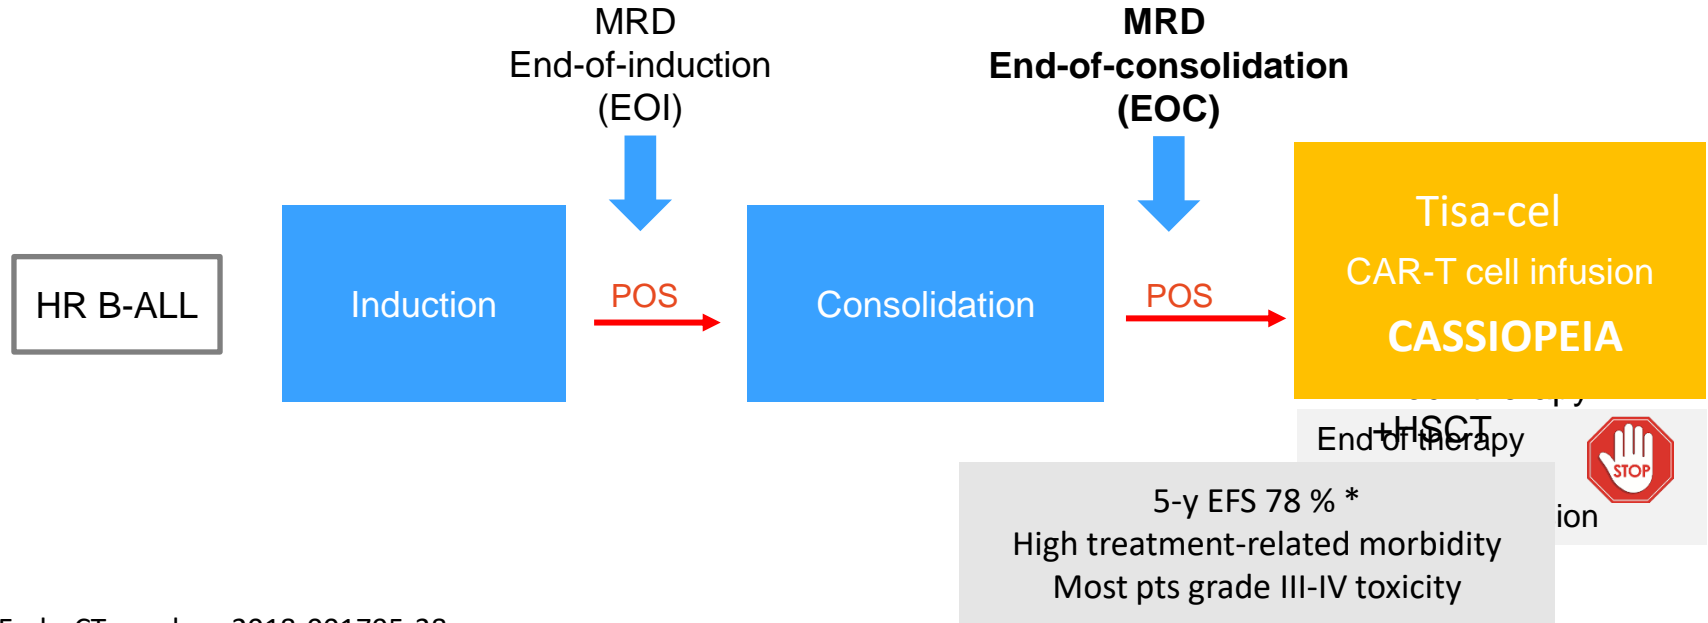 MRD
End-of-induction
(EOI)
MRD
End-of-consolidation
(EOC)
HR B-ALL
Induction
POS
Consolidation
POS
Tisa-cel
CAR-T cell infusion
CASSIOPEIA
+HSCT
End of therapy
STOP
ion
5-y EFS 78 % *
High treatment-related morbidity
Most pts grade III-IV toxicity